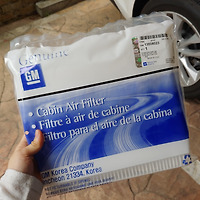 Genuine
GM
• Cabin Air Filter
• Filtre à air de cabine
• Filtro para el aire de la cabina
GM Korea Company
Incheon 21334, Korea